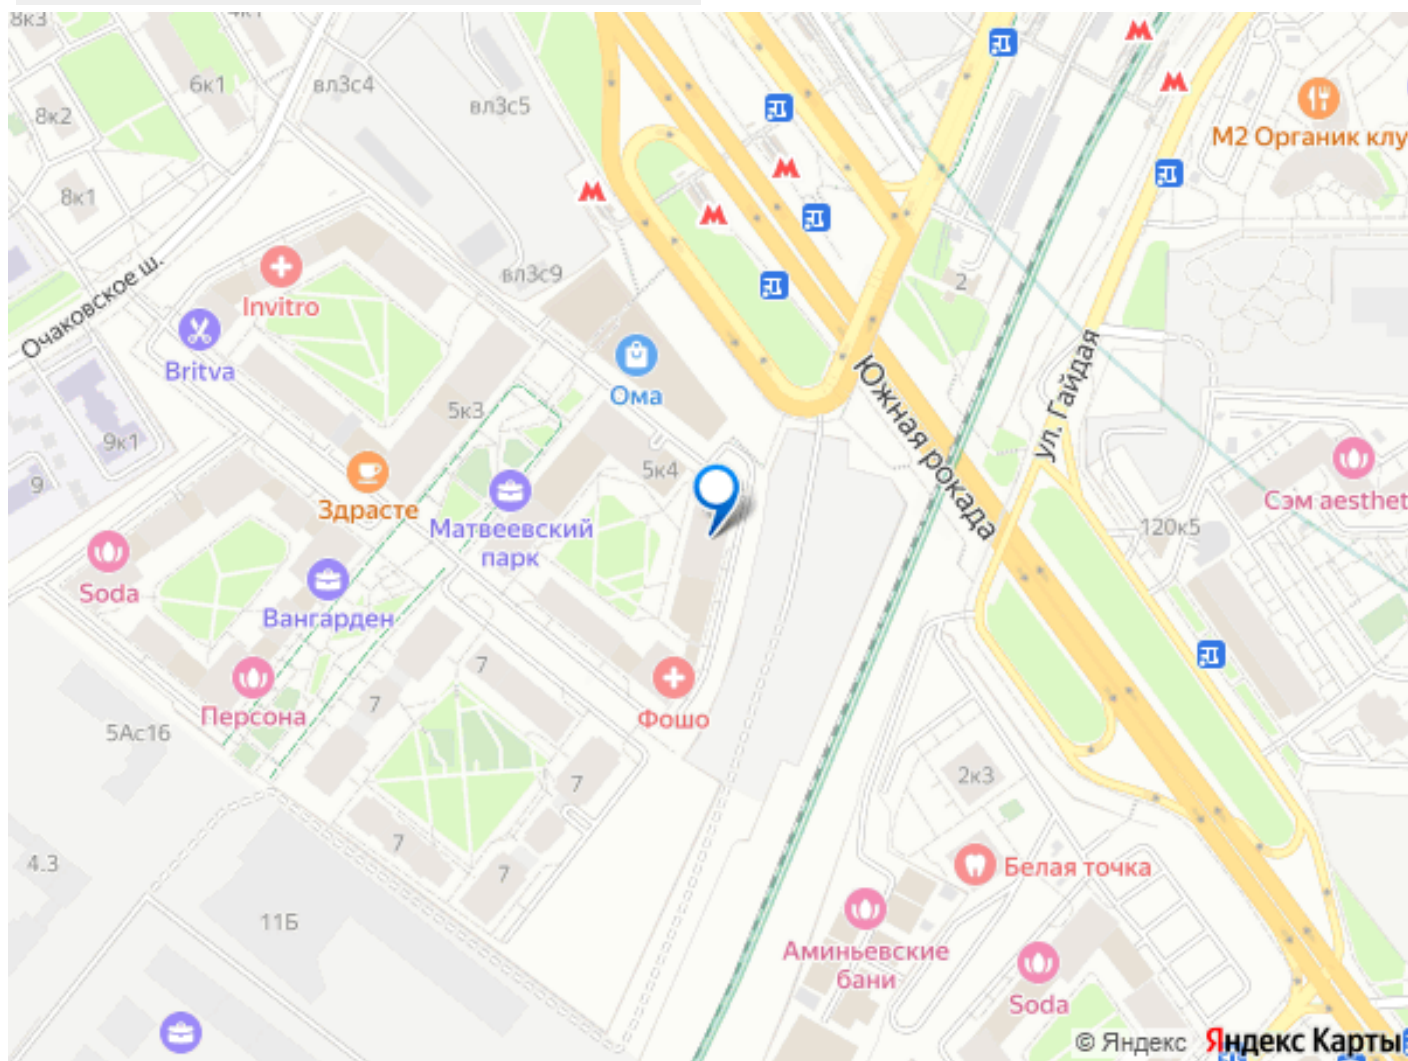 8к3
4к1
6к1
вл3с4
вл3с5
8к2
М2 Органик клу
8к1
вл3с9
2
Очаковское ш.
Invitro
Britva
Ома
Южная рокада
ул. Гайдая
5к3
9к1
5к4
9
Здрасте
Матвеевский
парк
Сэм aesthet
120к5
Soda
Вангарден
7
Персона
7
Фошо
5Ас16
7
2к3
7
4.3
7
Белая точка
11Б
Аминьевские
бани
Soda
© Яндекс Яндекс Карты